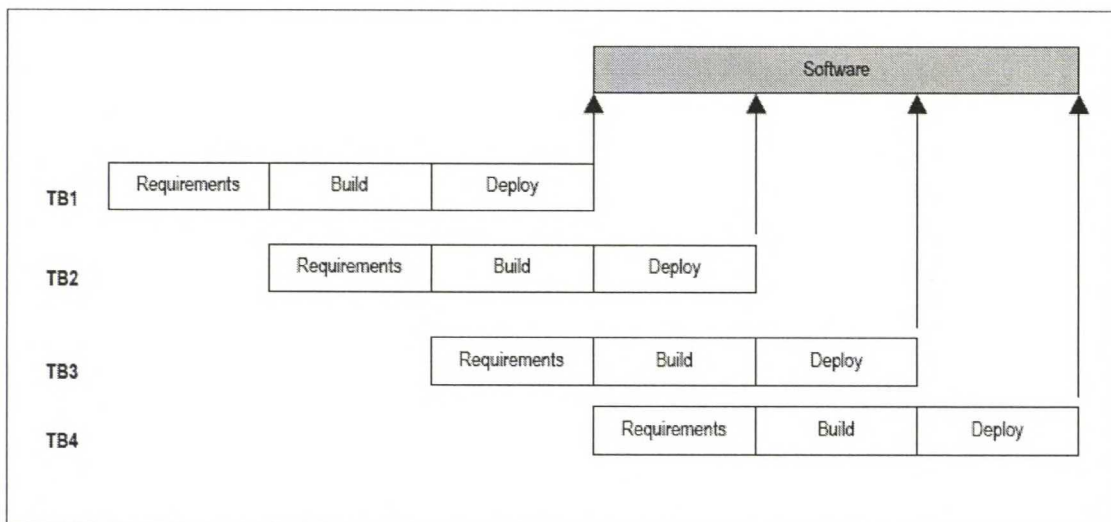 Software
TB1 Requirements Build Deploy
TB2 Requirements Build Deploy
TB3 Requirements Build Deploy
TB4 Requirements Build Deploy